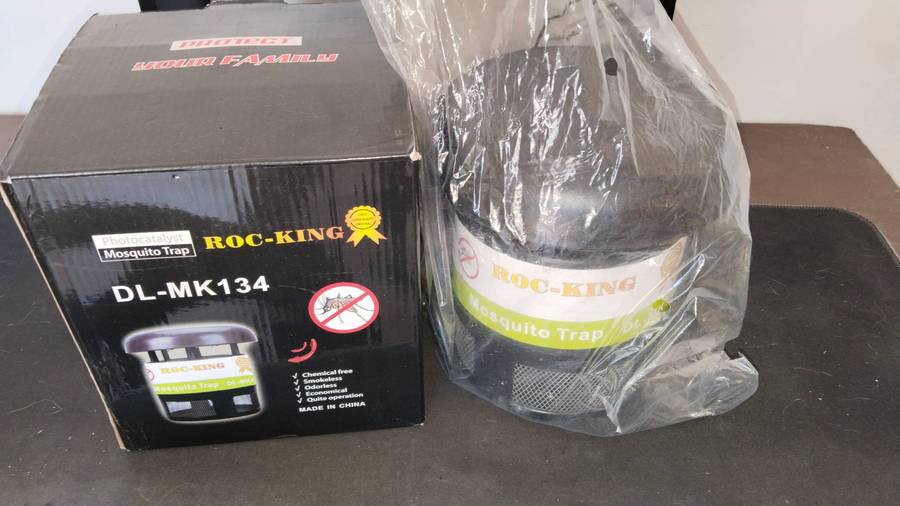 PROTECT
YOUR FAMILY
Photocatalyst
Mosquito Trap
ROC-KING
DL-MK134
ROC-KING
Mosquito Trap
√ Chemical free
√ Smokeless
√ Odorless
√ Economical
√ Quite operation
MADE IN CHINA
ROC-KING
Mosquito Trap